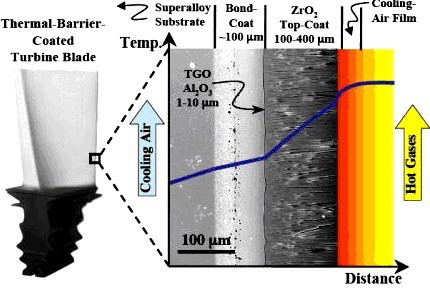 Thermal-Barrier-
Coated
Turbine Blade
Superalloy
Substrate
Bond-
Coat
~100 μm
ZrO2
Top-Coat
100-400 μm
Cooling-
Air Film
Temp.
TGO
Al2O3
1-10 μm
Cooling Air
Hot Gases
100 μm
Distance